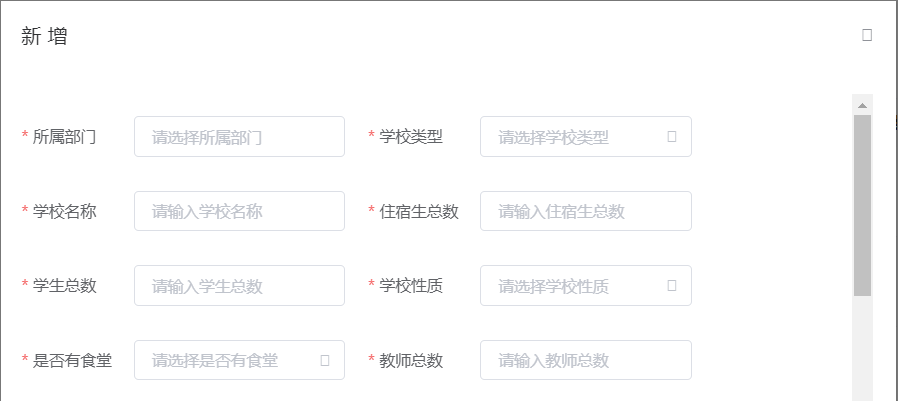 新 增
* 所属部门 请选择所属部门 * 学校类型 请选择学校类型
* 学校名称 请输入学校名称 * 住宿生总数 请输入住宿生总数
* 学生总数 请输入学生总数 * 学校性质 请选择学校性质
* 是否有食堂 请选择是否有食堂 * 教师总数 请输入教师总数